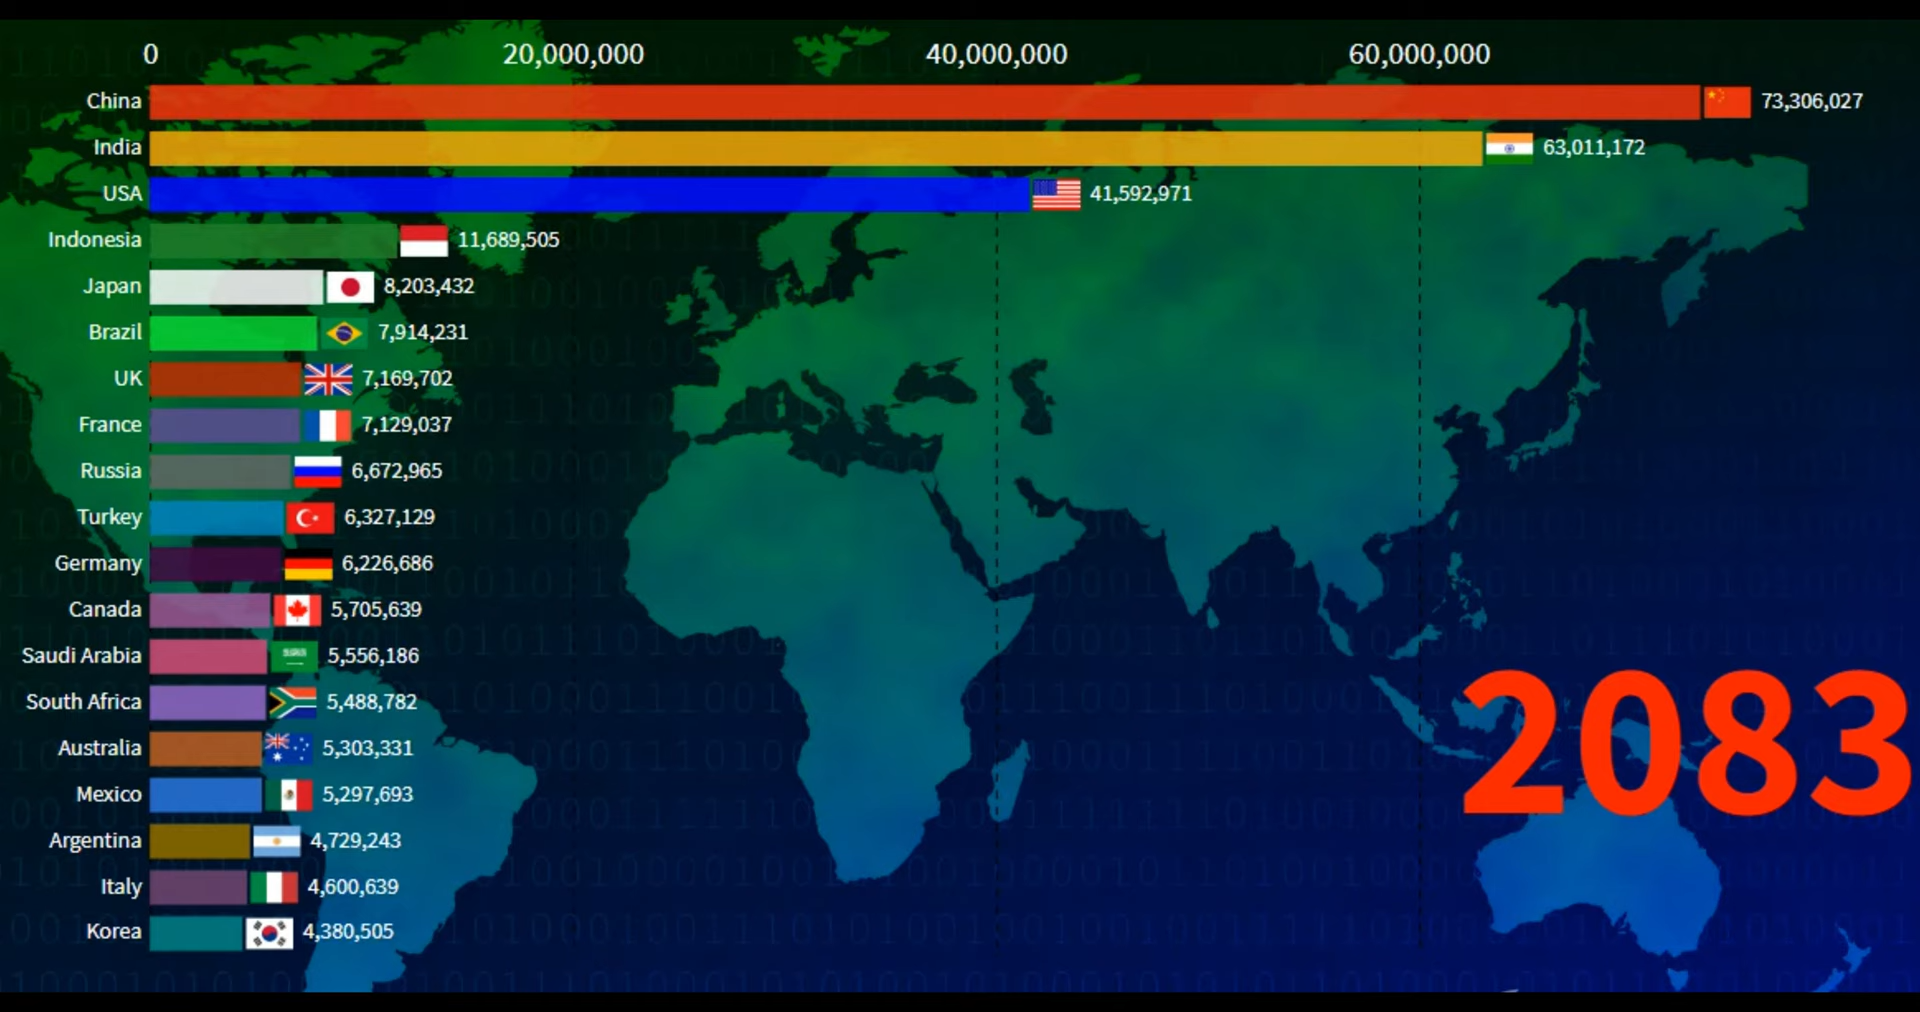 0 20,000,000 40,000,000 60,000,000
China 73,306,027
India 63,011,172
USA 41,592,971
Indonesia 11,689,505
Japan 8,203,432
Brazil 7,914,231
UK 7,169,702
France 7,129,037
Russia 6,672,965
Turkey 6,327,129
Germany 6,226,686
Canada 5,705,639
Saudi Arabia 5,556,186
South Africa 5,488,782
Australia 5,303,331
Mexico 5,297,693
Argentina 4,729,243
Italy 4,600,639
Korea 4,380,505
2083